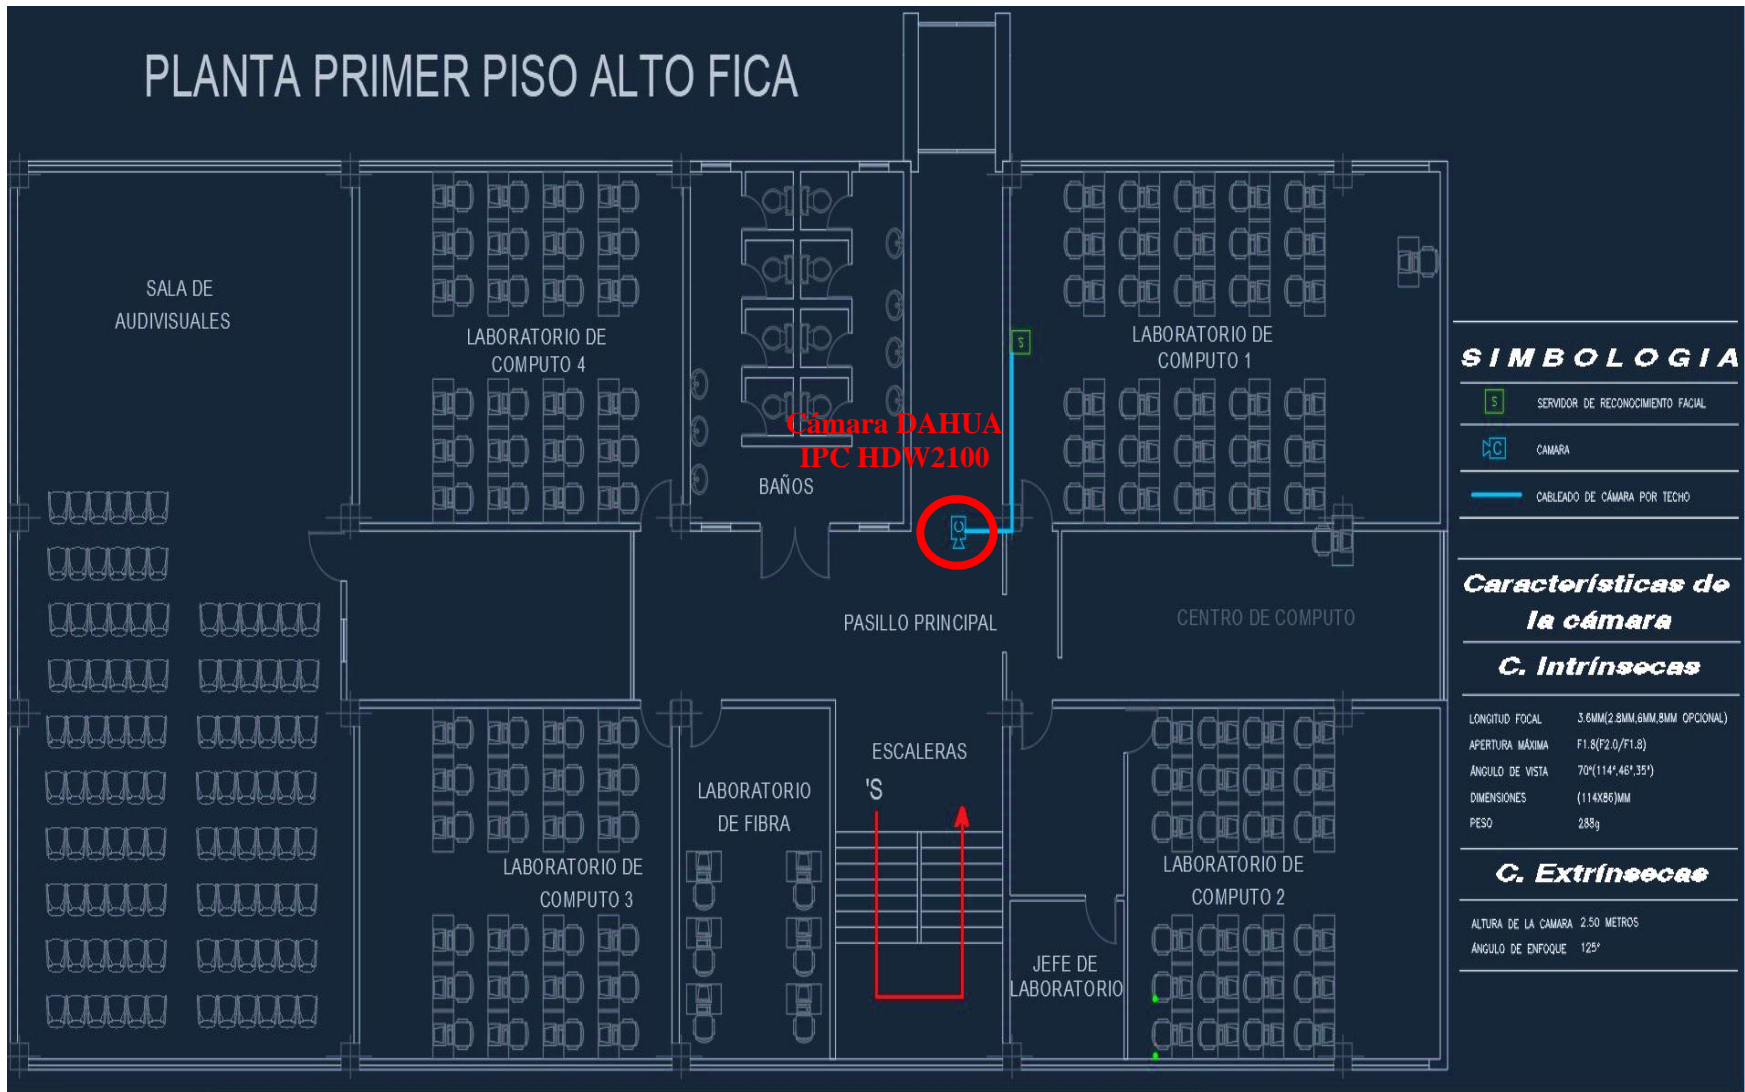 PLANTA PRIMER PISO ALTO FICA
SALA DE
AUDIVISUALES
LABORATORIO DE
COMPUTO 4
Cámara DAHUA
IPC HDW2100
BAÑOS
C
S
LABORATORIO DE
COMPUTO 1
PASILLO PRINCIPAL
CENTRO DE COMPUTO
ESCALERAS
'S
LABORATORIO
DE FIBRA
LABORATORIO DE
COMPUTO 3
LABORATORIO DE
COMPUTO 2
JEFE DE
LABORATORIO
SIMBOLOGIA
S SERVIDOR DE RECONOCIMIENTO FACIAL
C CAMARA
CABLEADO DE CÁMARA POR TECHO
Características de
la cámara
C. Intrínsecas
LONGITUD FOCAL 3.6MM(2.8MM,6MM,8MM OPCIONAL)
APERTURA MÁXIMA F1.8(F2.0/F1.8)
ÁNGULO DE VISTA 70°(114°,46°,35°)
DIMENSIONES (114X86)MM
PESO 288g
C. Extrínsecas
ALTURA DE LA CAMARA 2.50 METROS
ÁNGULO DE ENFOQUE 125°